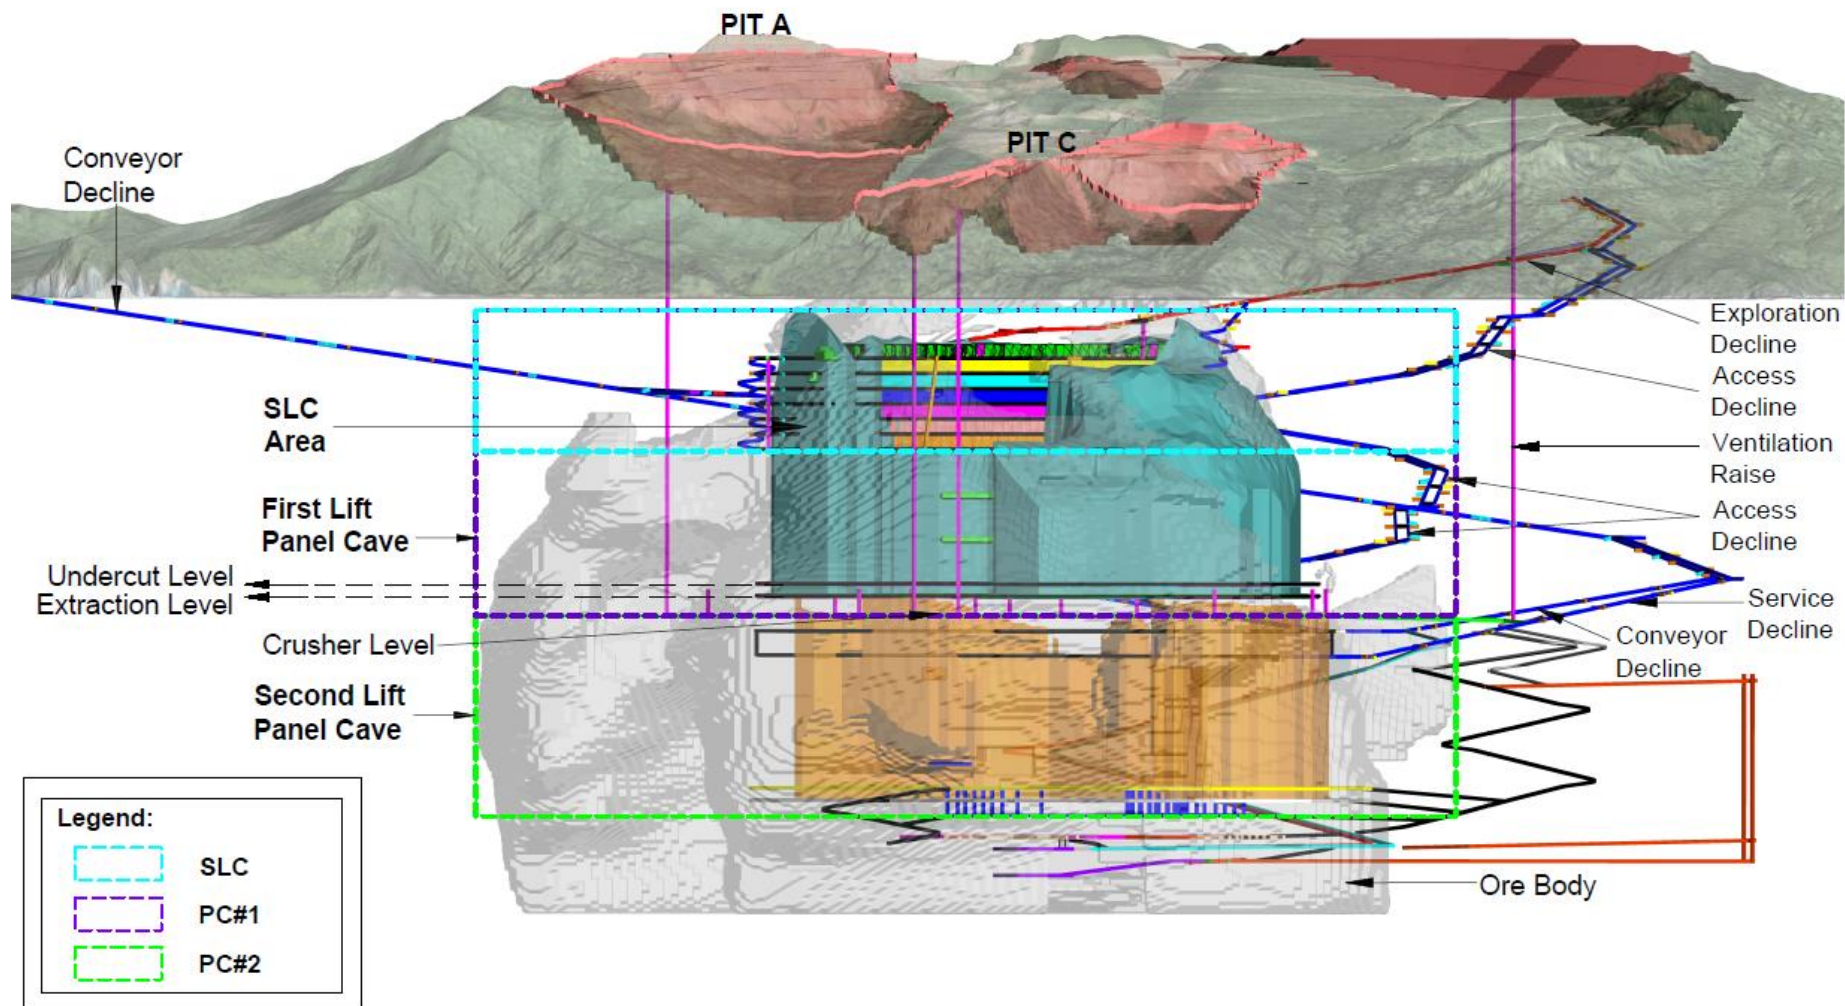 PIT A
PIT C
Conveyor
Decline
SLC
Area
First Lift
Panel Cave
Undercut Level
Extraction Level
Crusher Level
Second Lift
Panel Cave
Exploration
Decline
Access
Decline
Ventilation
Raise
Access
Decline
Service
Decline
Conveyor
Decline
Ore Body
Legend:
SLC
PC#1
PC#2